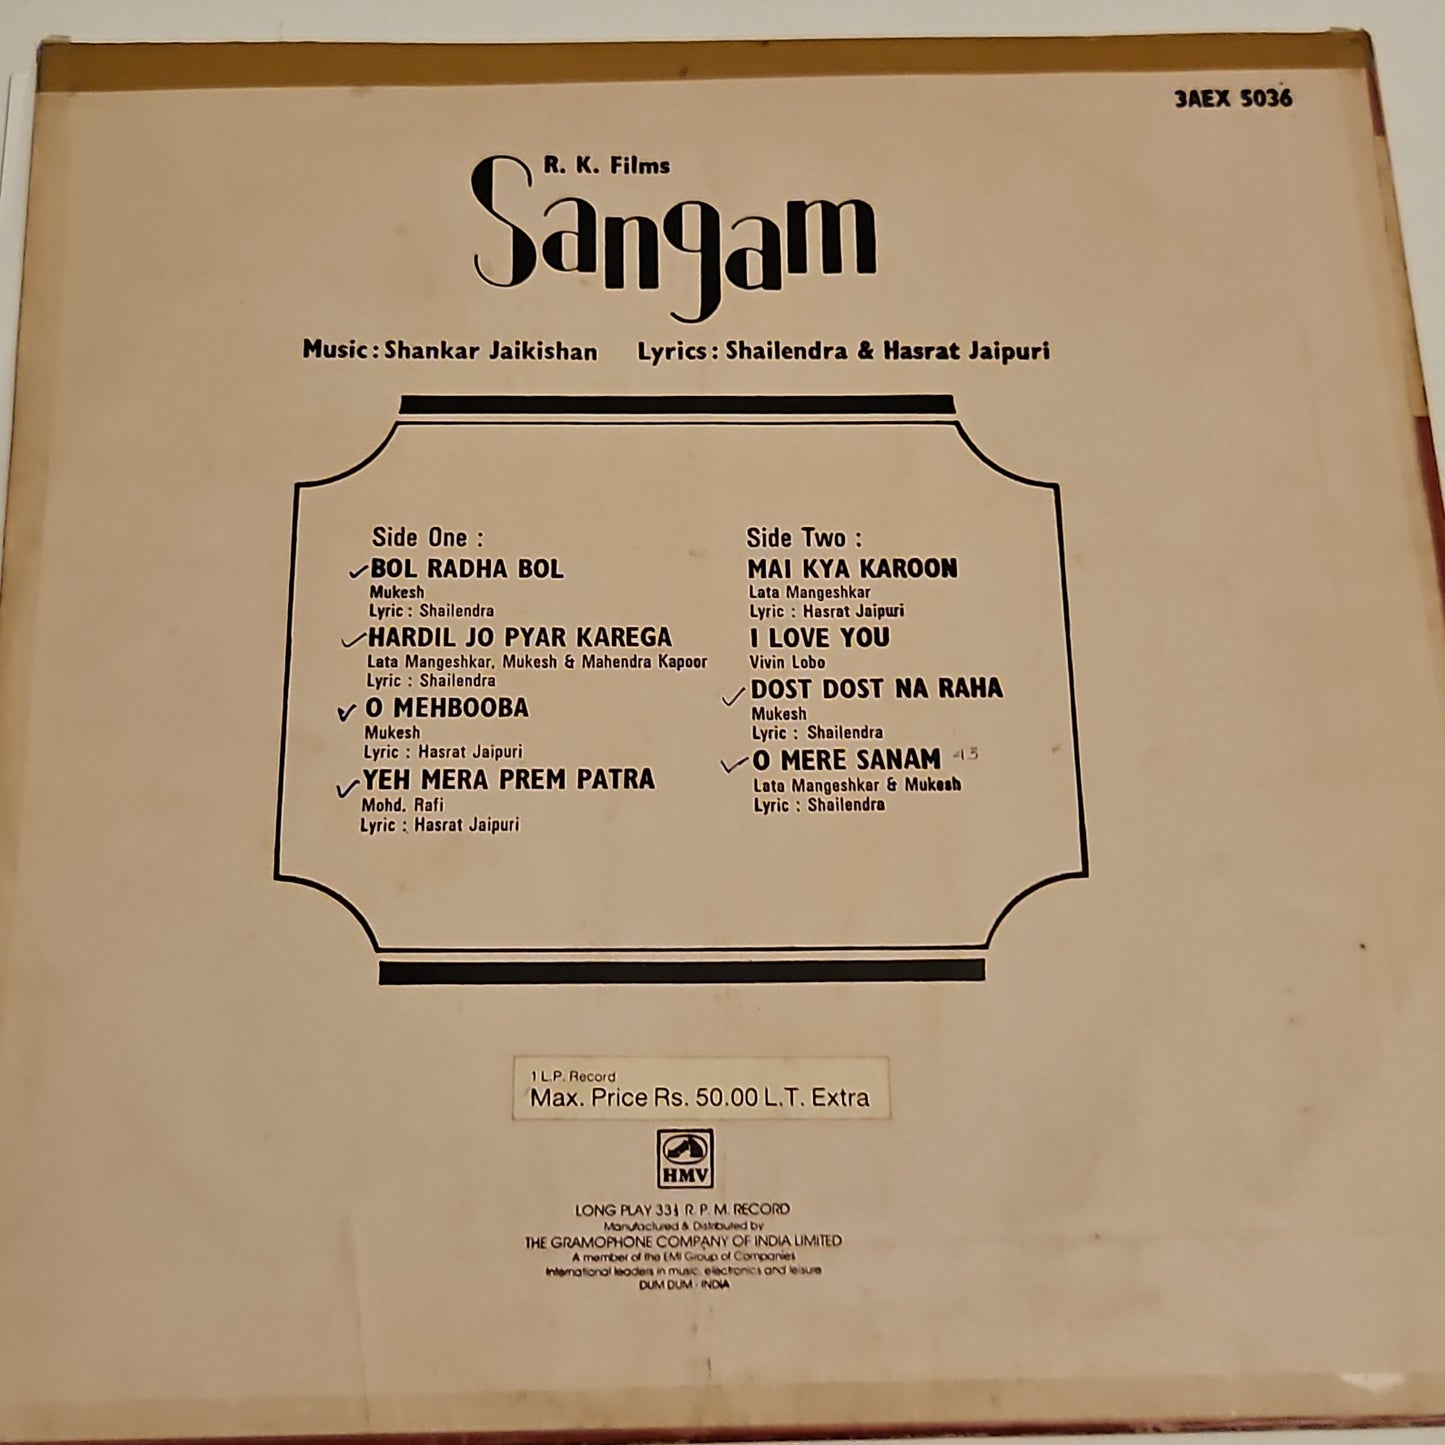 3AEX 5036
R. K. Films
Sangam
Music : Shankar Jaikishan Lyrics : Shailendra & Hasrat Jaipuri
Side One :
BOL RADHA BOL
Mukesh
Lyric : Shailendra
HARDIL JO PYAR KAREGA
Lata Mangeshkar, Mukesh & Mahendra Kapoor
Lyric : Shailendra
O MEHBOOBA
Mukesh
Lyric : Hasrat Jaipuri
YEH MERA PREM PATRA
Mohd. Rafi
Lyric : Hasrat Jaipuri
Side Two :
MAI KYA KAROON
Lata Mangeshkar
Lyric : Hasrat Jaipuri
I LOVE YOU
Vivin Lobo
DOST DOST NA RAHA
Mukesh
Lyric : Shailendra
O MERE SANAM
Lata Mangeshkar & Mukesh
Lyric : Shailendra
1 L.P. Record
Max. Price Rs. 50.00 L.T. Extra
HMV
LONG PLAY 33⅓ R. P. M. RECORD
Manufactured & Distributed by
THE GRAMOPHONE COMPANY OF INDIA LIMITED
A member of the EMI Group of Companies
International leaders in music, electronics and leisure
DUM DUM · INDIA